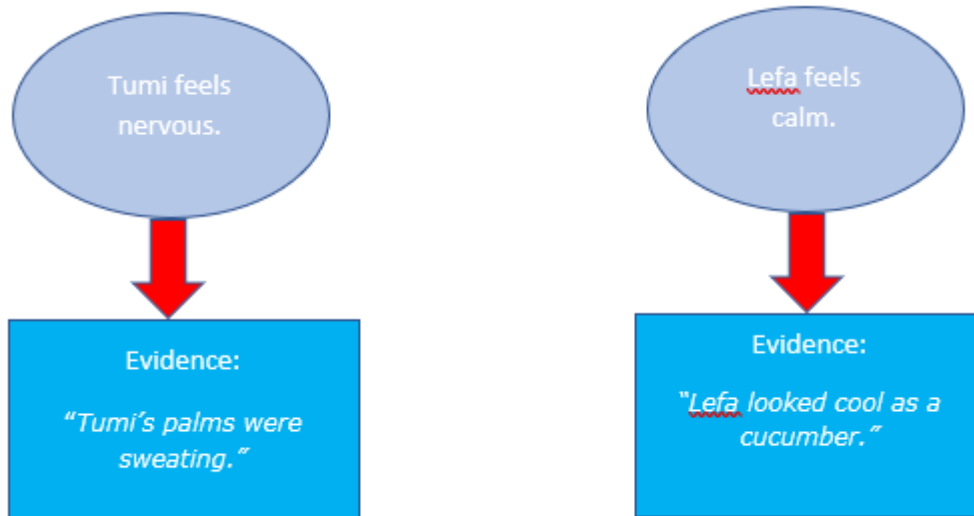 Tumi feels
nervous.
Evidence:
“Tumi’s palms were
sweating.”
Lefa feels
calm.
Evidence:
“Lefa looked cool as a
cucumber.”